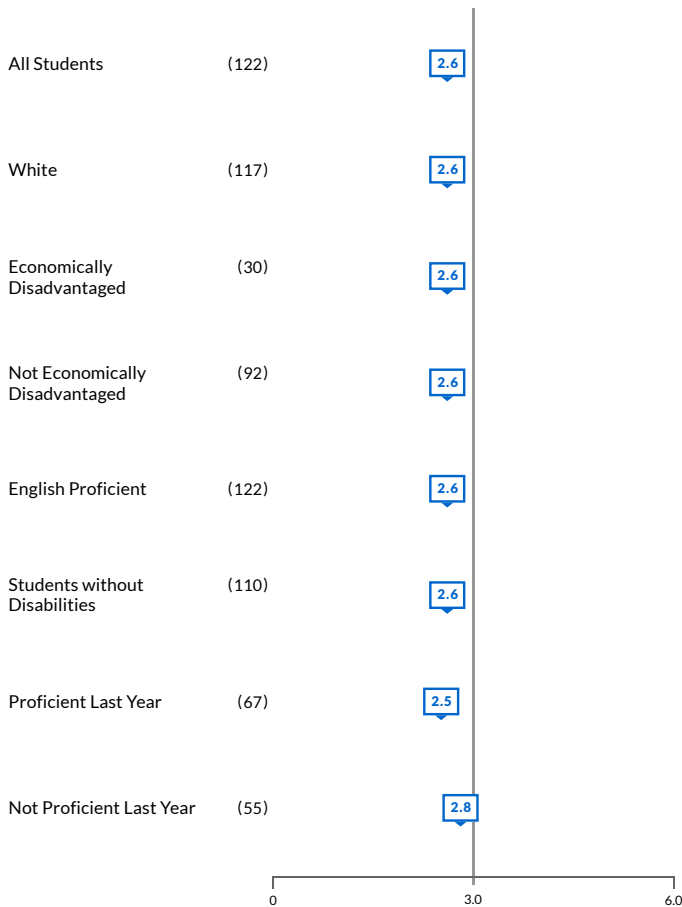 All Students (122) 2.6
White (117) 2.6
Economically (30) 2.6
Disadvantaged
Not Economically (92) 2.6
Disadvantaged
English Proficient (122) 2.6
Students without (110) 2.6
Disabilities
Proficient Last Year (67) 2.5
Not Proficient Last Year (55) 2.8
0 3.0 6.0